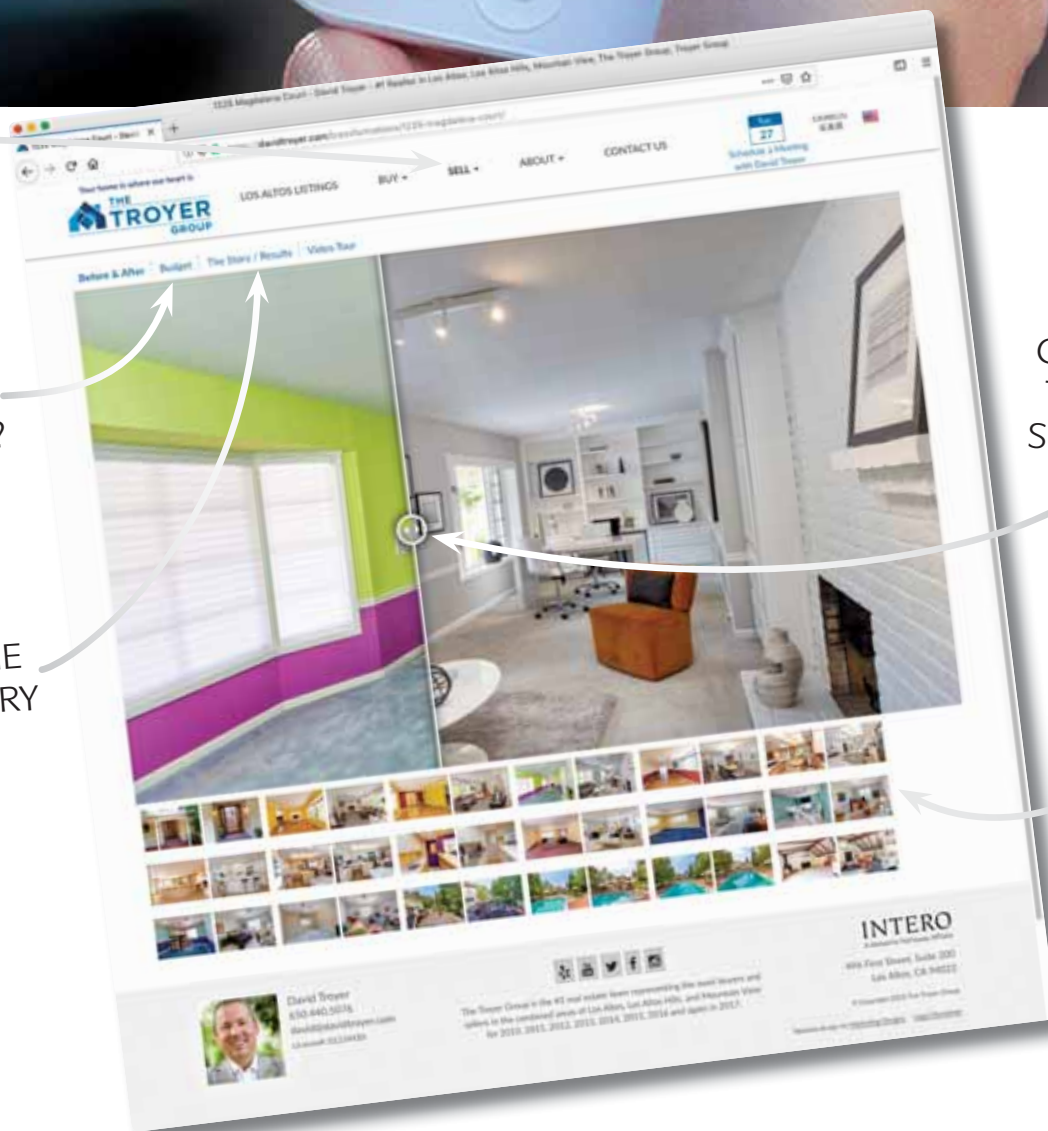 1226 Magdalena Court - David Troyer - #1 Realtor in Los Altos, Los Altos Hills, Mountain View, The Troyer Group, Troyer Group
Your home is where our heart is
THE
TROYER
GROUP
LOS ALTOS LISTINGS
BUY
SELL
ABOUT
CONTACT US
27
Schedule a Meeting
with David Troyer
Before & After
Budget
The Story / Results
Video Tour
?
INTERO
David Troyer
650.440.5076
david@davidtroyer.com
The Troyer Group is the #1 real estate team representing the most buyers and
sellers in the combined areas of Los Altos, Los Altos Hills, and Mountain View
for 2010, 2011, 2012, 2013, 2014, 2015, 2016 and again in 2017.
First Street, Suite 200
Los Altos, CA 94022